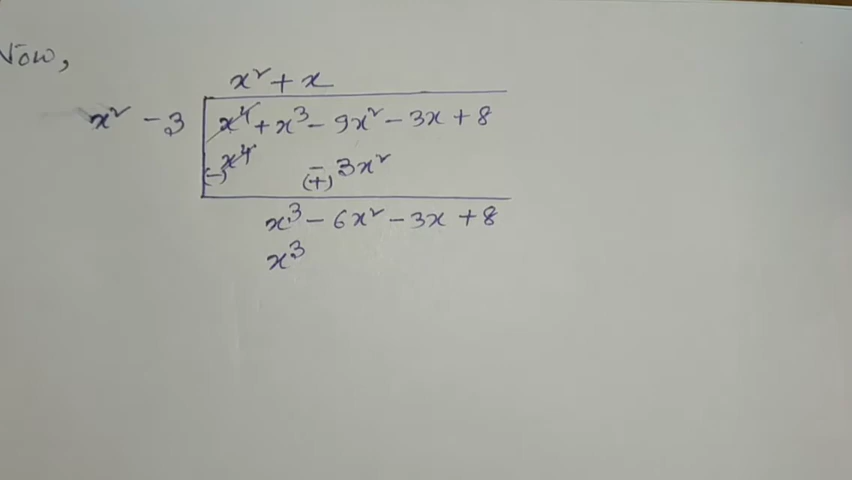 Now,
x² + x
x² - 3 x⁴ + x³ - 9x² - 3x + 8
(-) x⁴ - (+) 3x²
x³ - 6x² - 3x + 8
x³